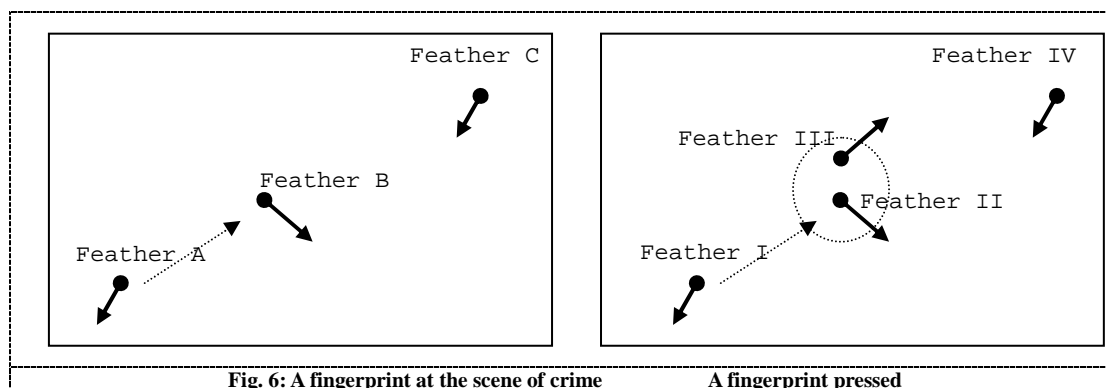 Feather C
Feather B
Feather A
Feather IV
Feather III
Feather II
Feather I
Fig. 6: A fingerprint at the scene of crime A fingerprint pressed